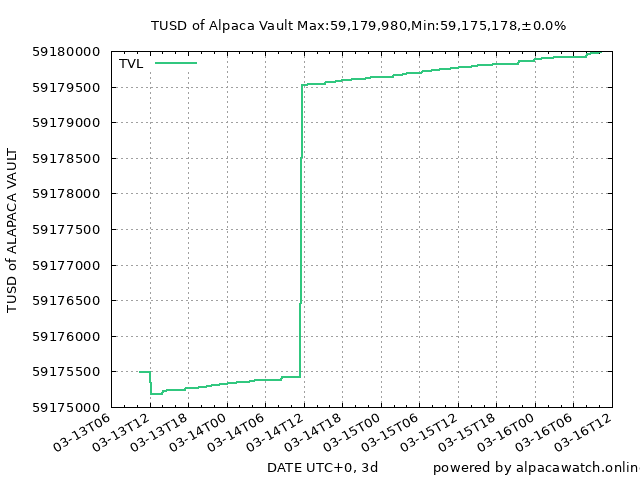 TUSD of Alpaca Vault Max:59,179,980,Min:59,175,178,±0.0%
TVL
59180000
59179500
59179000
59178500
59178000
59177500
59177000
59176500
59176000
59175500
59175000
TUSD of ALAPACA VAULT
03-13T06
03-13T12
03-13T18
03-14T00
03-14T06
03-14T12
03-14T18
03-15T00
03-15T06
03-15T12
03-15T18
03-16T00
03-16T06
03-16T12
DATE UTC+0, 3d
powered by alpacawatch.onlin